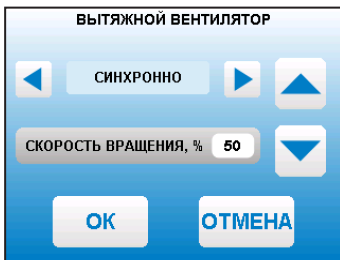 ВЫТЯЖНОЙ ВЕНТИЛЯТОР
СИНХРОННО
СКОРОСТЬ ВРАЩЕНИЯ, % 50
ОК ОТМЕНА